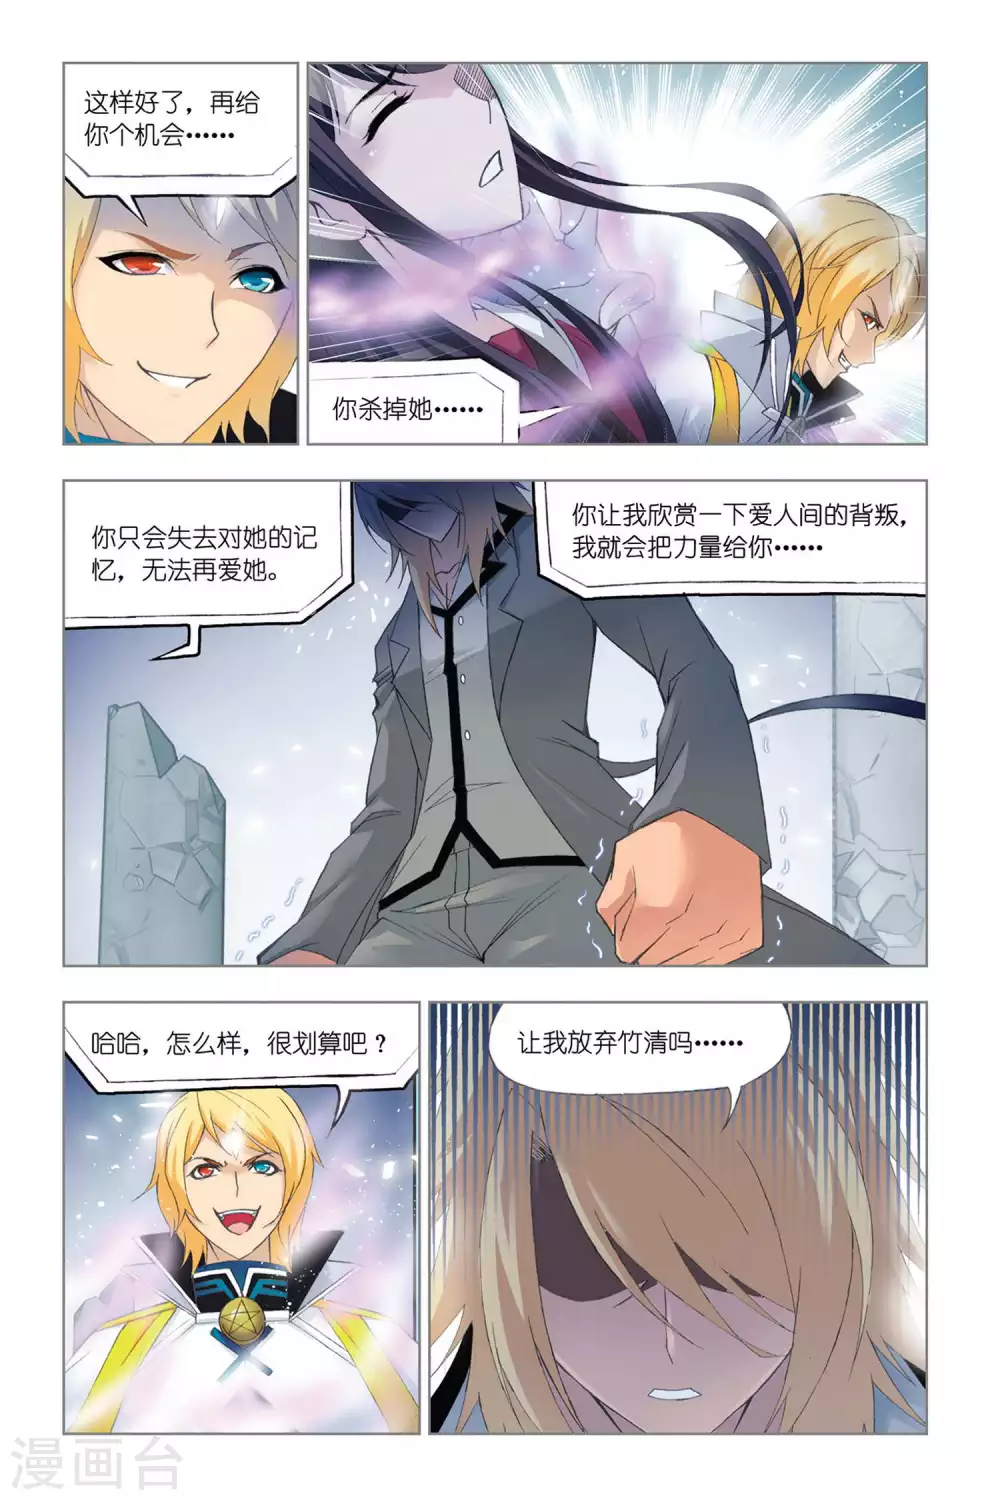 这样好了，再给
你个机会……
你杀掉她……
你只会失去对她的记
忆，无法再爱她。
你让我欣赏一下爱人间的背叛，
我就会把力量给你……
哈哈，怎么样，很划算吧？
让我放弃竹清吗……
漫画台